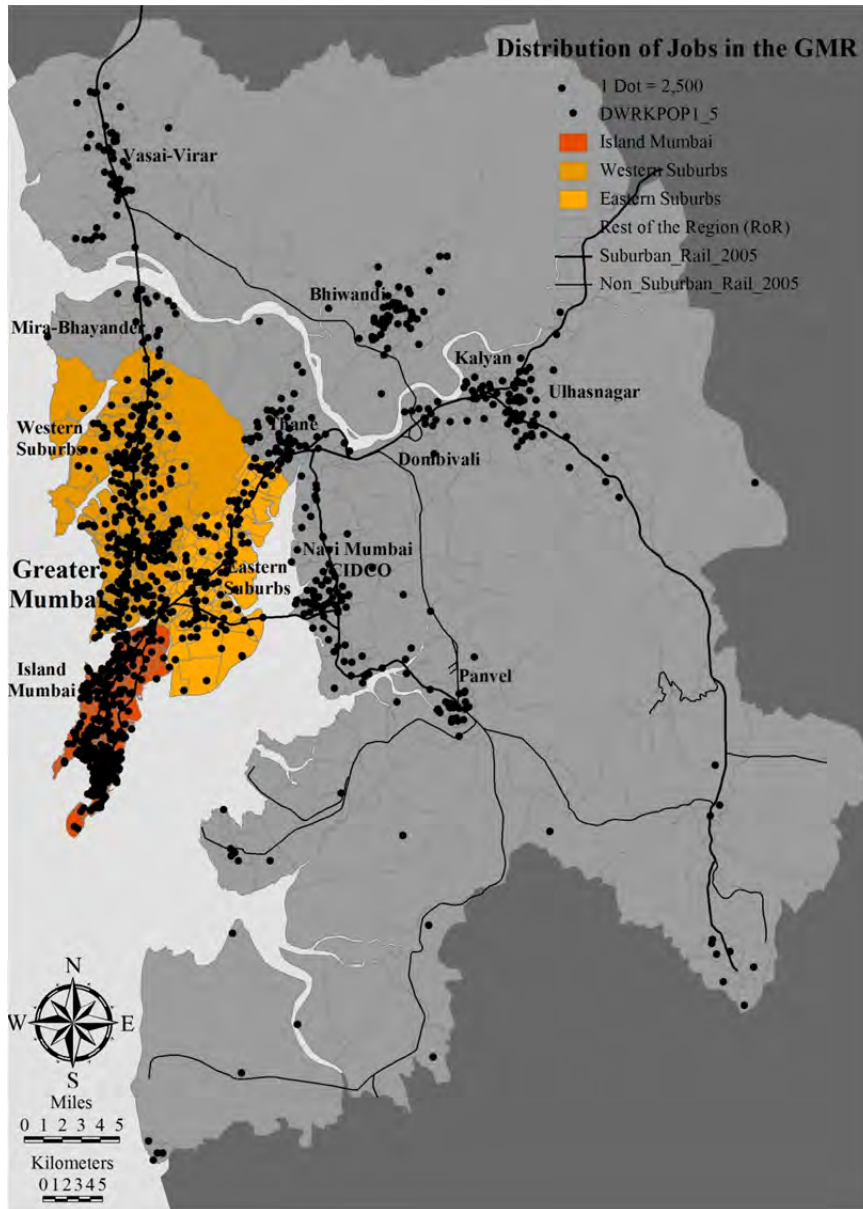 Distribution of Jobs in the GMR
1 Dot = 2,500
DWRKPOP1_5
Island Mumbai
Western Suburbs
Eastern Suburbs
Rest of the Region (RoR)
Suburban_Rail_2005
Non_Suburban_Rail_2005
Vasai-Virar
Bhiwandi
Mira-Bhayander
Kalyan
Ulhasnagar
Western
Suburbs
Thane
Dombivali
Navi Mumbai
CIDCO
Eastern
Suburbs
Greater
Mumbai
Island
Mumbai
Panvel
N
W E
S
Miles
0 1 2 3 4 5
Kilometers
0 1 2 3 4 5